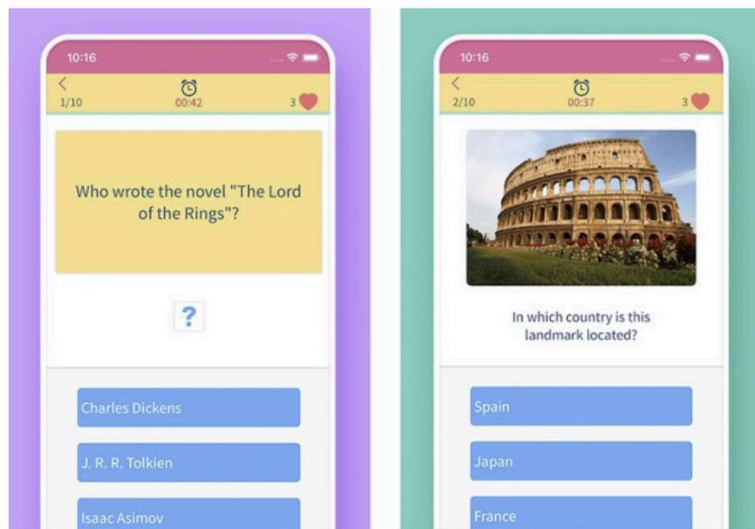 10:16
1/10
00:42
3
Who wrote the novel "The Lord
of the Rings"?
?
Charles Dickens
J. R. R. Tolkien
Isaac Asimov
10:16
2/10
00:37
3
In which country is this
landmark located?
Spain
Japan
France